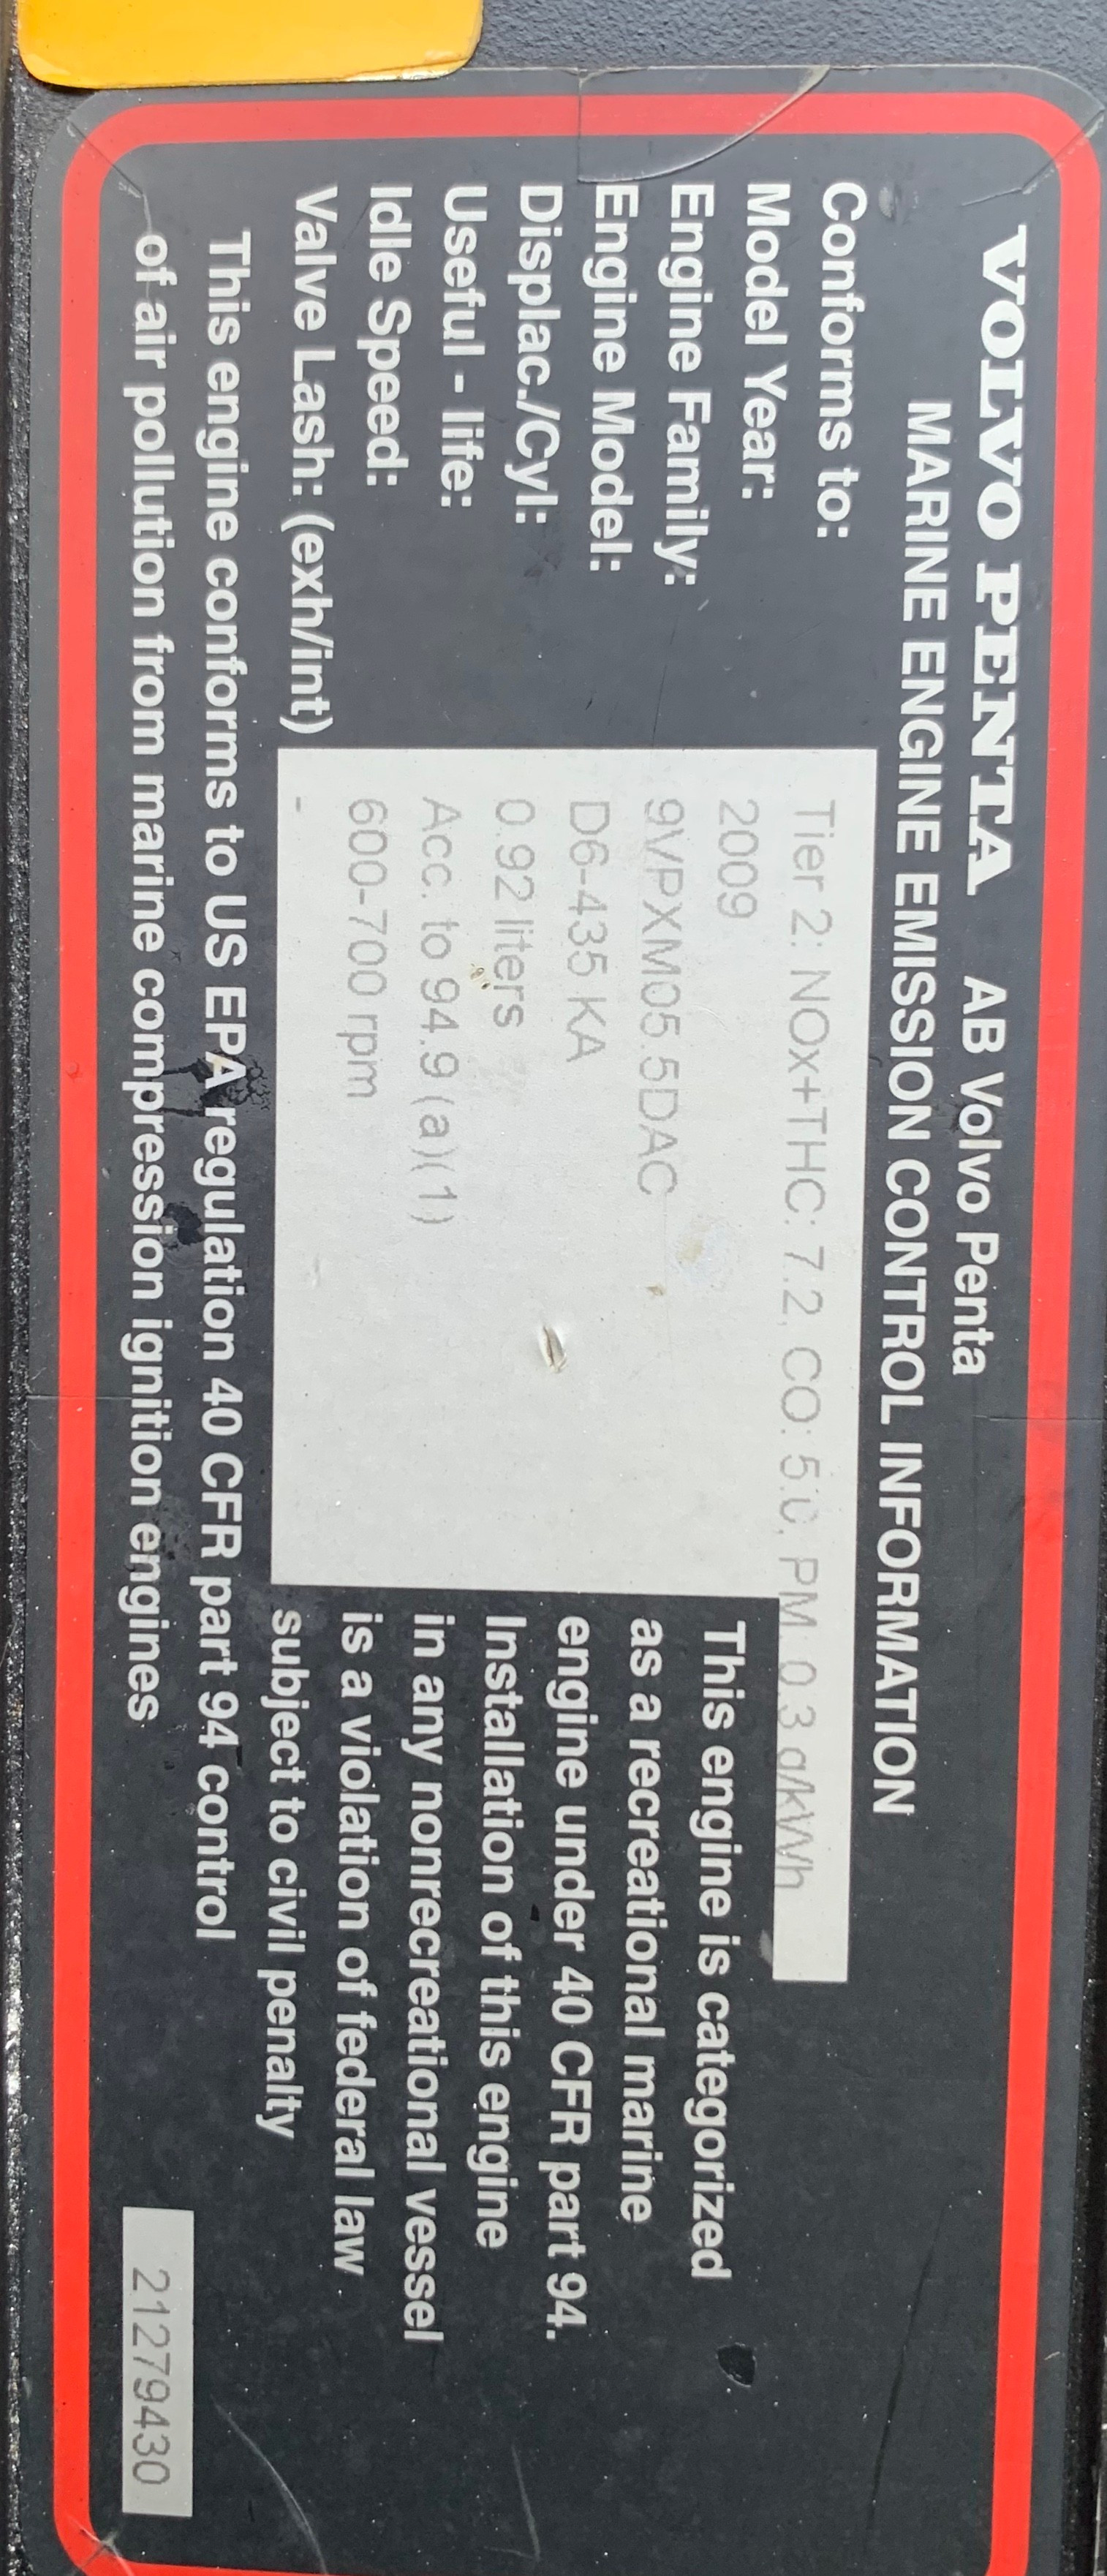 VOLVO PENTA AB Volvo Penta
MARINE ENGINE EMISSION CONTROL INFORMATION
Conforms to: Tier 2: NOx+THC: 7.2, CO: 5.0, PM: 0.3 g/kWh
Model Year: 2009
Engine Family: 9VPXM05.5DAC
Engine Model: D6-435 KA
Displac./Cyl: 0.92 liters
Useful - life: Acc. to 94.9 (a)(1)
Idle Speed: 600-700 rpm
Valve Lash: (exh/int) -
This engine is categorized
as a recreational marine
engine under 40 CFR part 94.
Installation of this engine
in any nonrecreational vessel
is a violation of federal law
subject to civil penalty
This engine conforms to US EPA regulation 40 CFR part 94 control
of air pollution from marine compression ignition engines
21279430